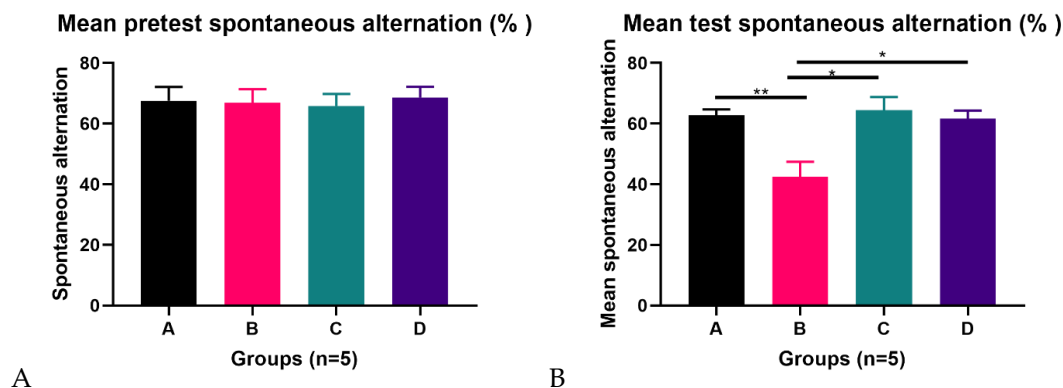 Mean pretest spontaneous alternation (% )
Spontaneous alternation
80
60
40
20
0
A
B
C
D
Groups (n=5)
A
Mean test spontaneous alternation (% )
Mean spontaneous alternation
80
60
40
20
0
*
*
**
A
B
C
D
Groups (n=5)
B